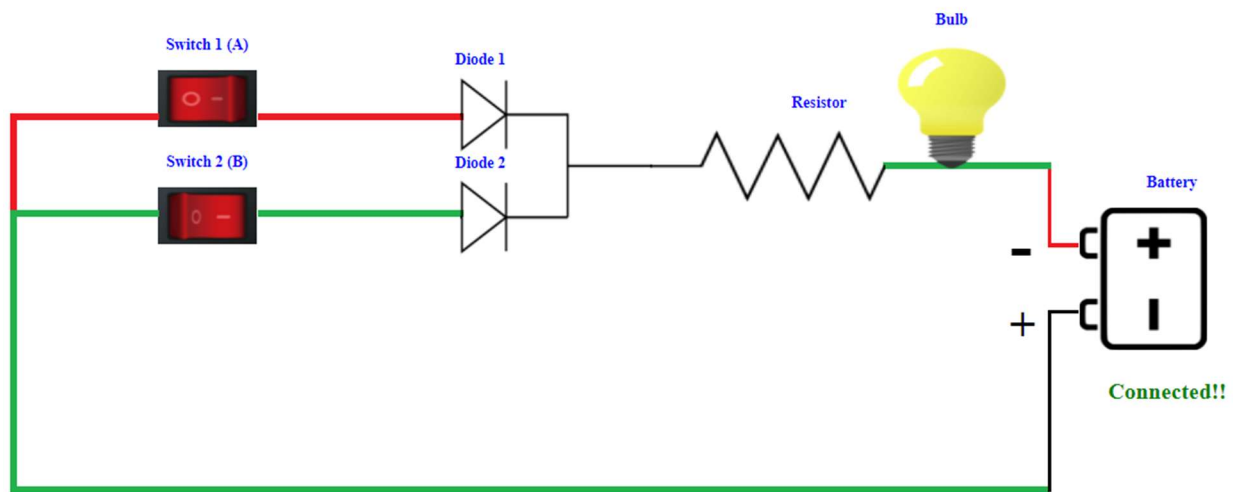 Bulb
Switch 1 (A)
Diode 1
Resistor
O -
Switch 2 (B)
Diode 2
Battery
O -
-
+
+
-
Connected!!